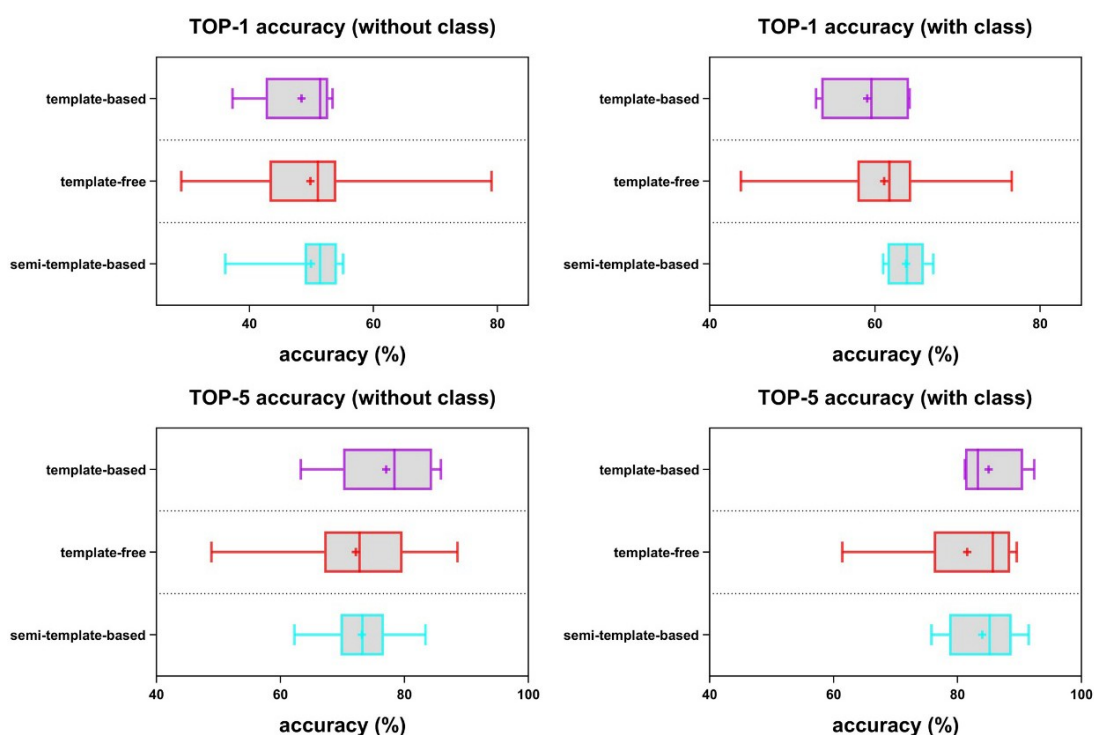 TOP-1 accuracy (without class)
template-based
template-free
semi-template-based
40 60 80
accuracy (%)
TOP-1 accuracy (with class)
template-based
template-free
semi-template-based
40 60 80
accuracy (%)
TOP-5 accuracy (without class)
template-based
template-free
semi-template-based
40 60 80 100
accuracy (%)
TOP-5 accuracy (with class)
template-based
template-free
semi-template-based
40 60 80 100
accuracy (%)